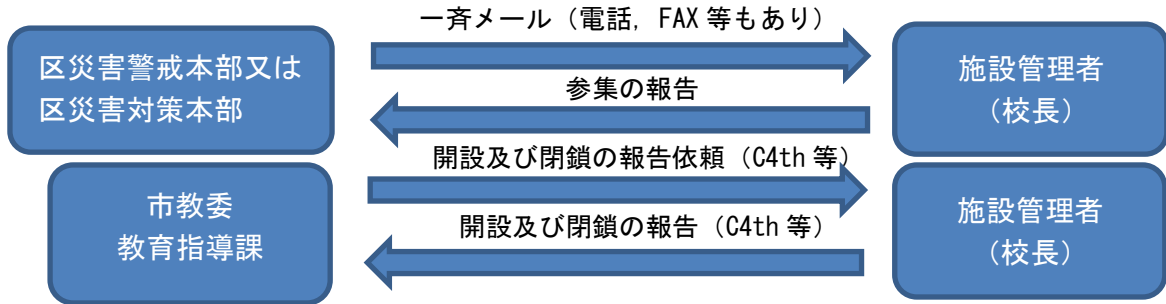 一斉メール（電話，FAX 等もあり）
区災害警戒本部又は
区災害対策本部
施設管理者
（校長）
参集の報告
開設及び閉鎖の報告依頼（C4th 等）
市教委
教育指導課
施設管理者
（校長）
開設及び閉鎖の報告（C4th 等）